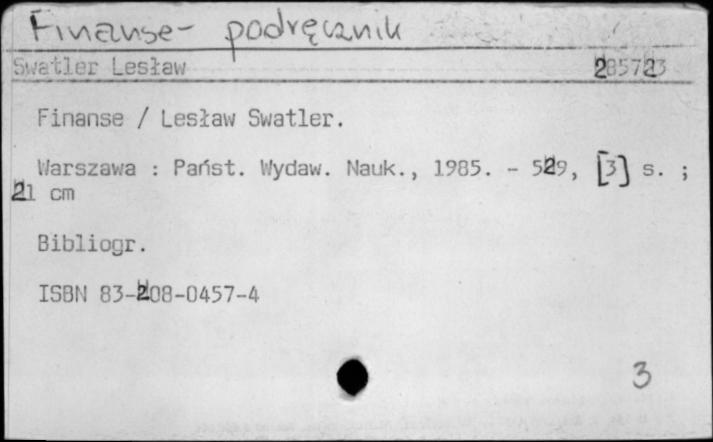 Finanse - podręcznik
Swatler Lesław 285723
Finanse / Lesław Swatler.
Warszawa : Państ. Wydaw. Nauk., 1985. - 529, [3] s. ;
21 cm
Bibliogr.
ISBN 83-208-0457-4
3